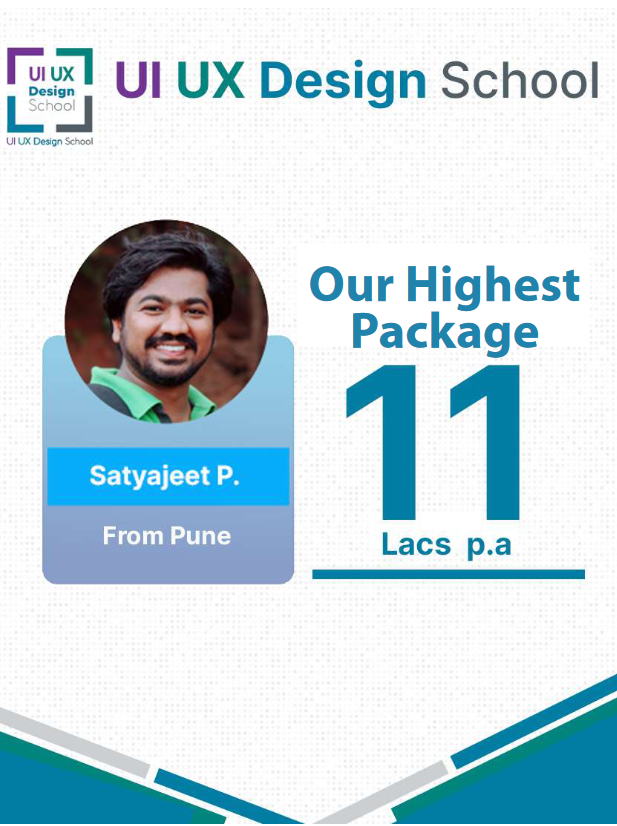 UI UX
Design
School
UI UX Design School
UI UX Design School
Our Highest
Package
11
Lacs p.a
Satyajeet P.
From Pune